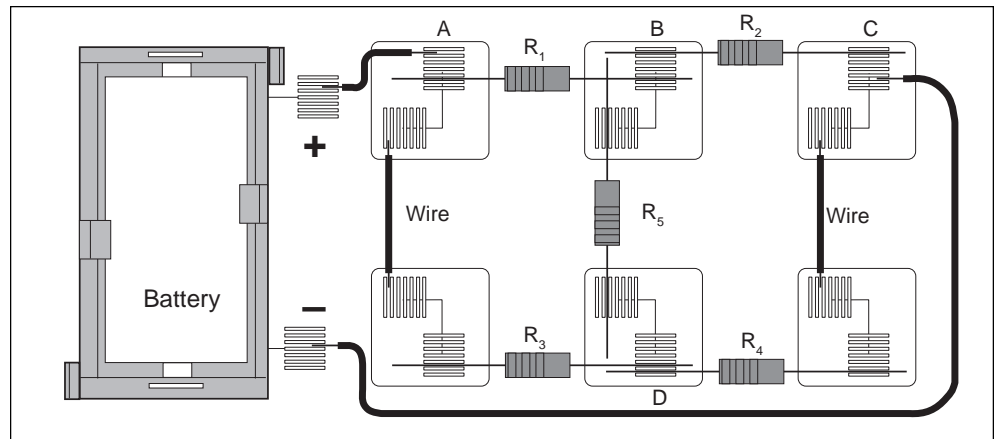 A
B
C
R1
R2
+
Wire
R5
Wire
Battery
–
R3
R4
D